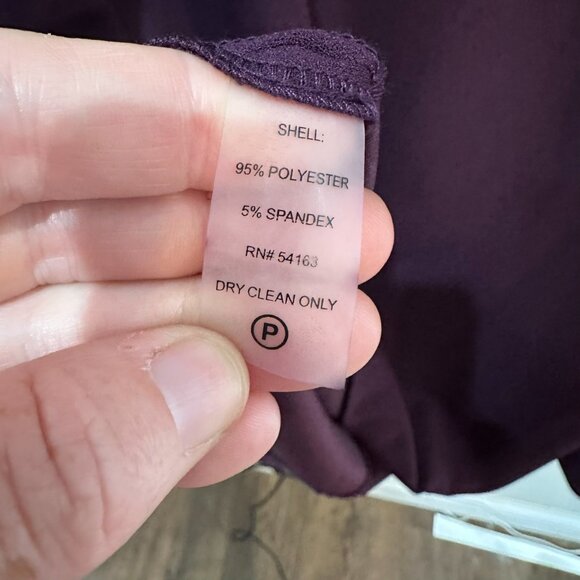 SHELL:
95% POLYESTER
5% SPANDEX
RN# 54163
DRY CLEAN ONLY
P